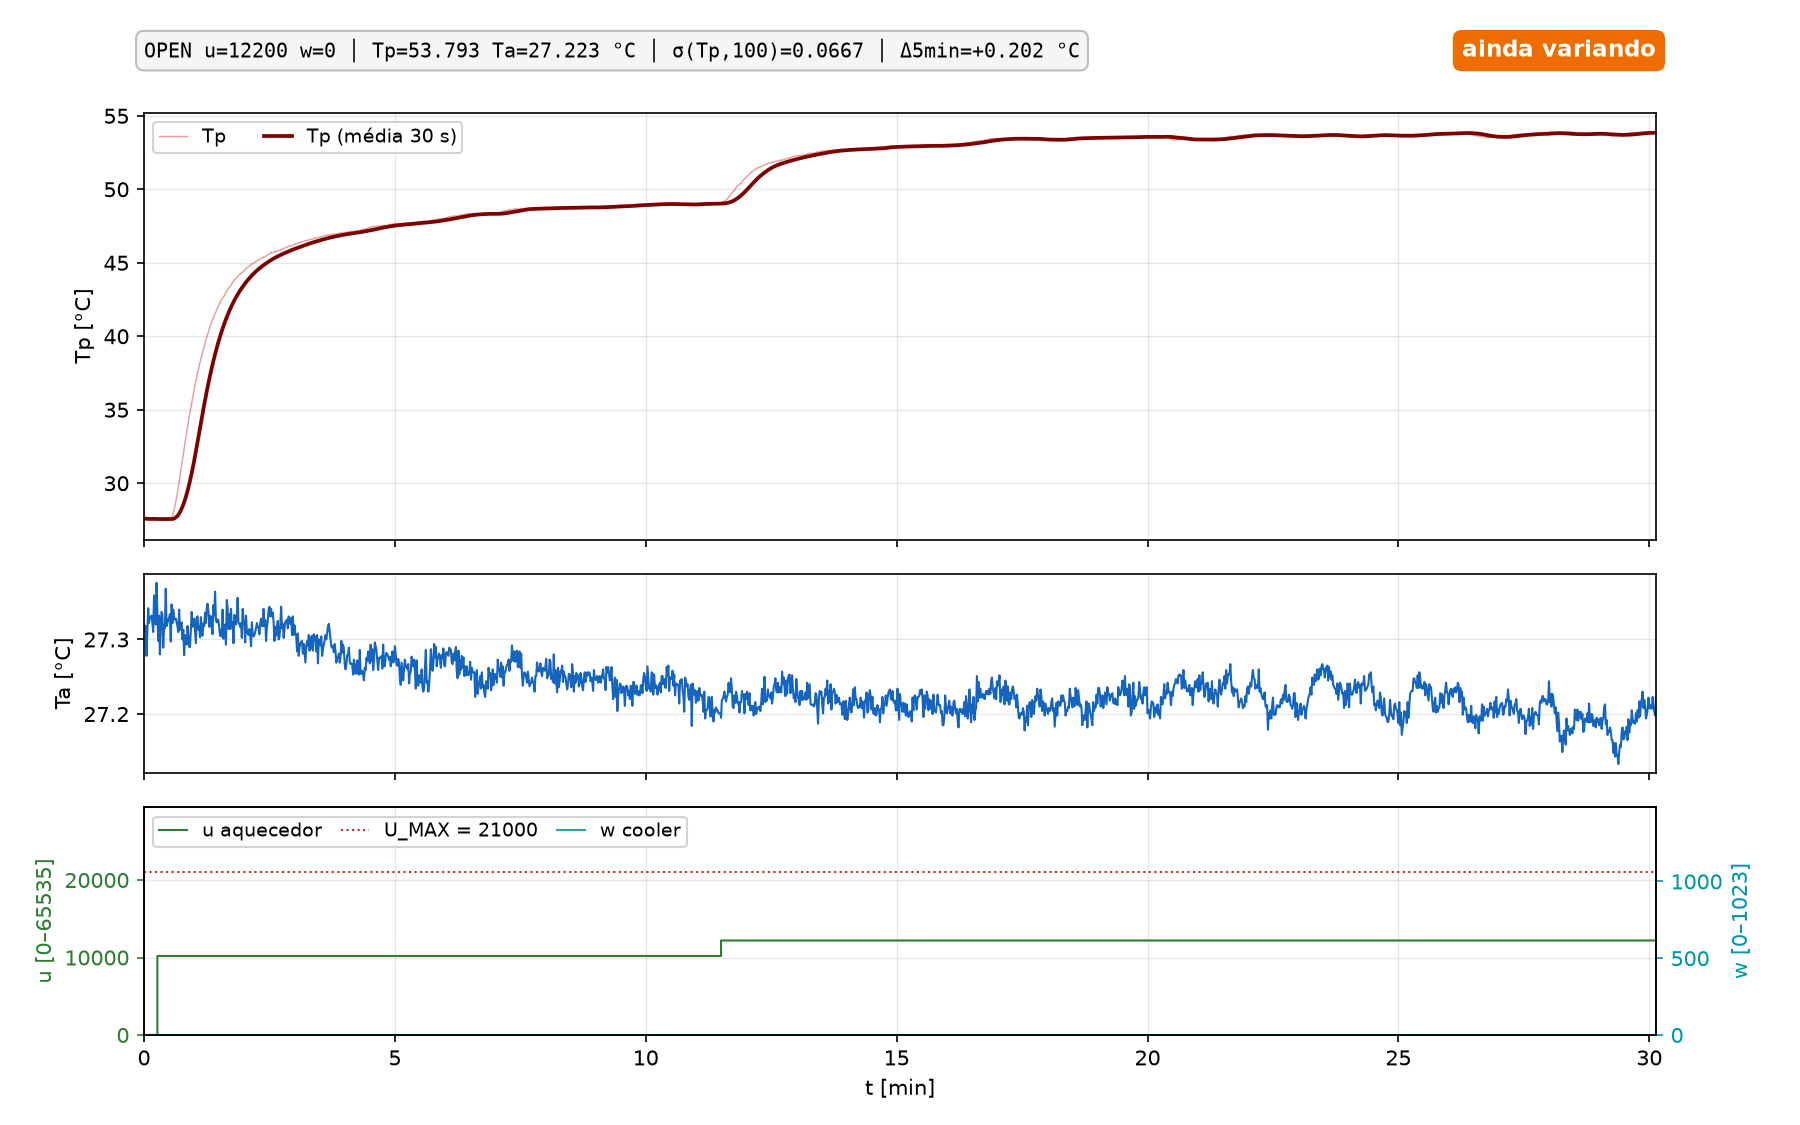 OPEN u=12200 w=0 │ Tp=53.793 Ta=27.223 °C │ σ(Tp,100)=0.0667 │ Δ5min=+0.202 °C
ainda variando
Tp
Tp (média 30 s)
55
50
45
40
35
30
Tp [°C]
27.3
27.2
Ta [°C]
u aquecedor
U_MAX = 21000
w cooler
20000
10000
0
u [0–65535]
1000
500
0
w [0–1023]
0 5 10 15 20 25 30
t [min]